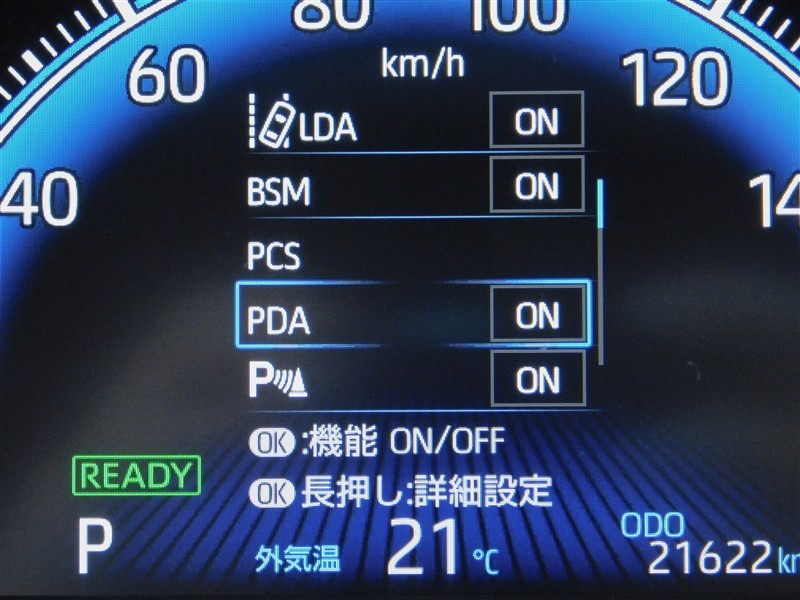 80 100
60 km/h 120
LDA ON
40 BSM ON 14
PCS
PDA ON
P ON
OK:機能 ON/OFF
READY
OK長押し:詳細設定
P 外気温 21℃ ODO
21622km